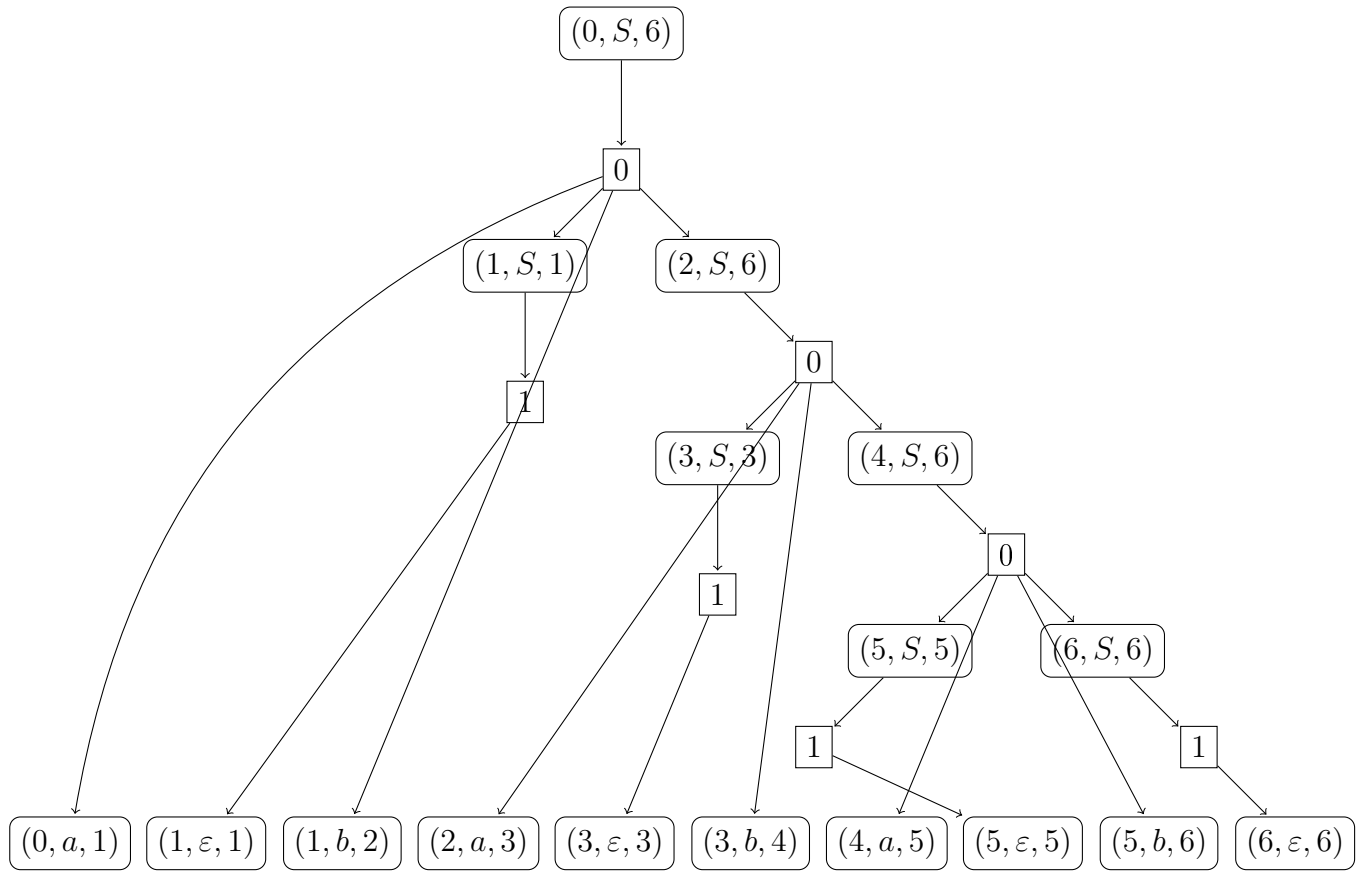 (0, S, 6)
0
(1, S, 1)
(2, S, 6)
0
1
(3, S, 3)
(4, S, 6)
0
1
(5, S, 5)
(6, S, 6)
1
1
(0, a, 1)
(1, ε, 1)
(1, b, 2)
(2, a, 3)
(3, ε, 3)
(3, b, 4)
(4, a, 5)
(5, ε, 5)
(5, b, 6)
(6, ε, 6)